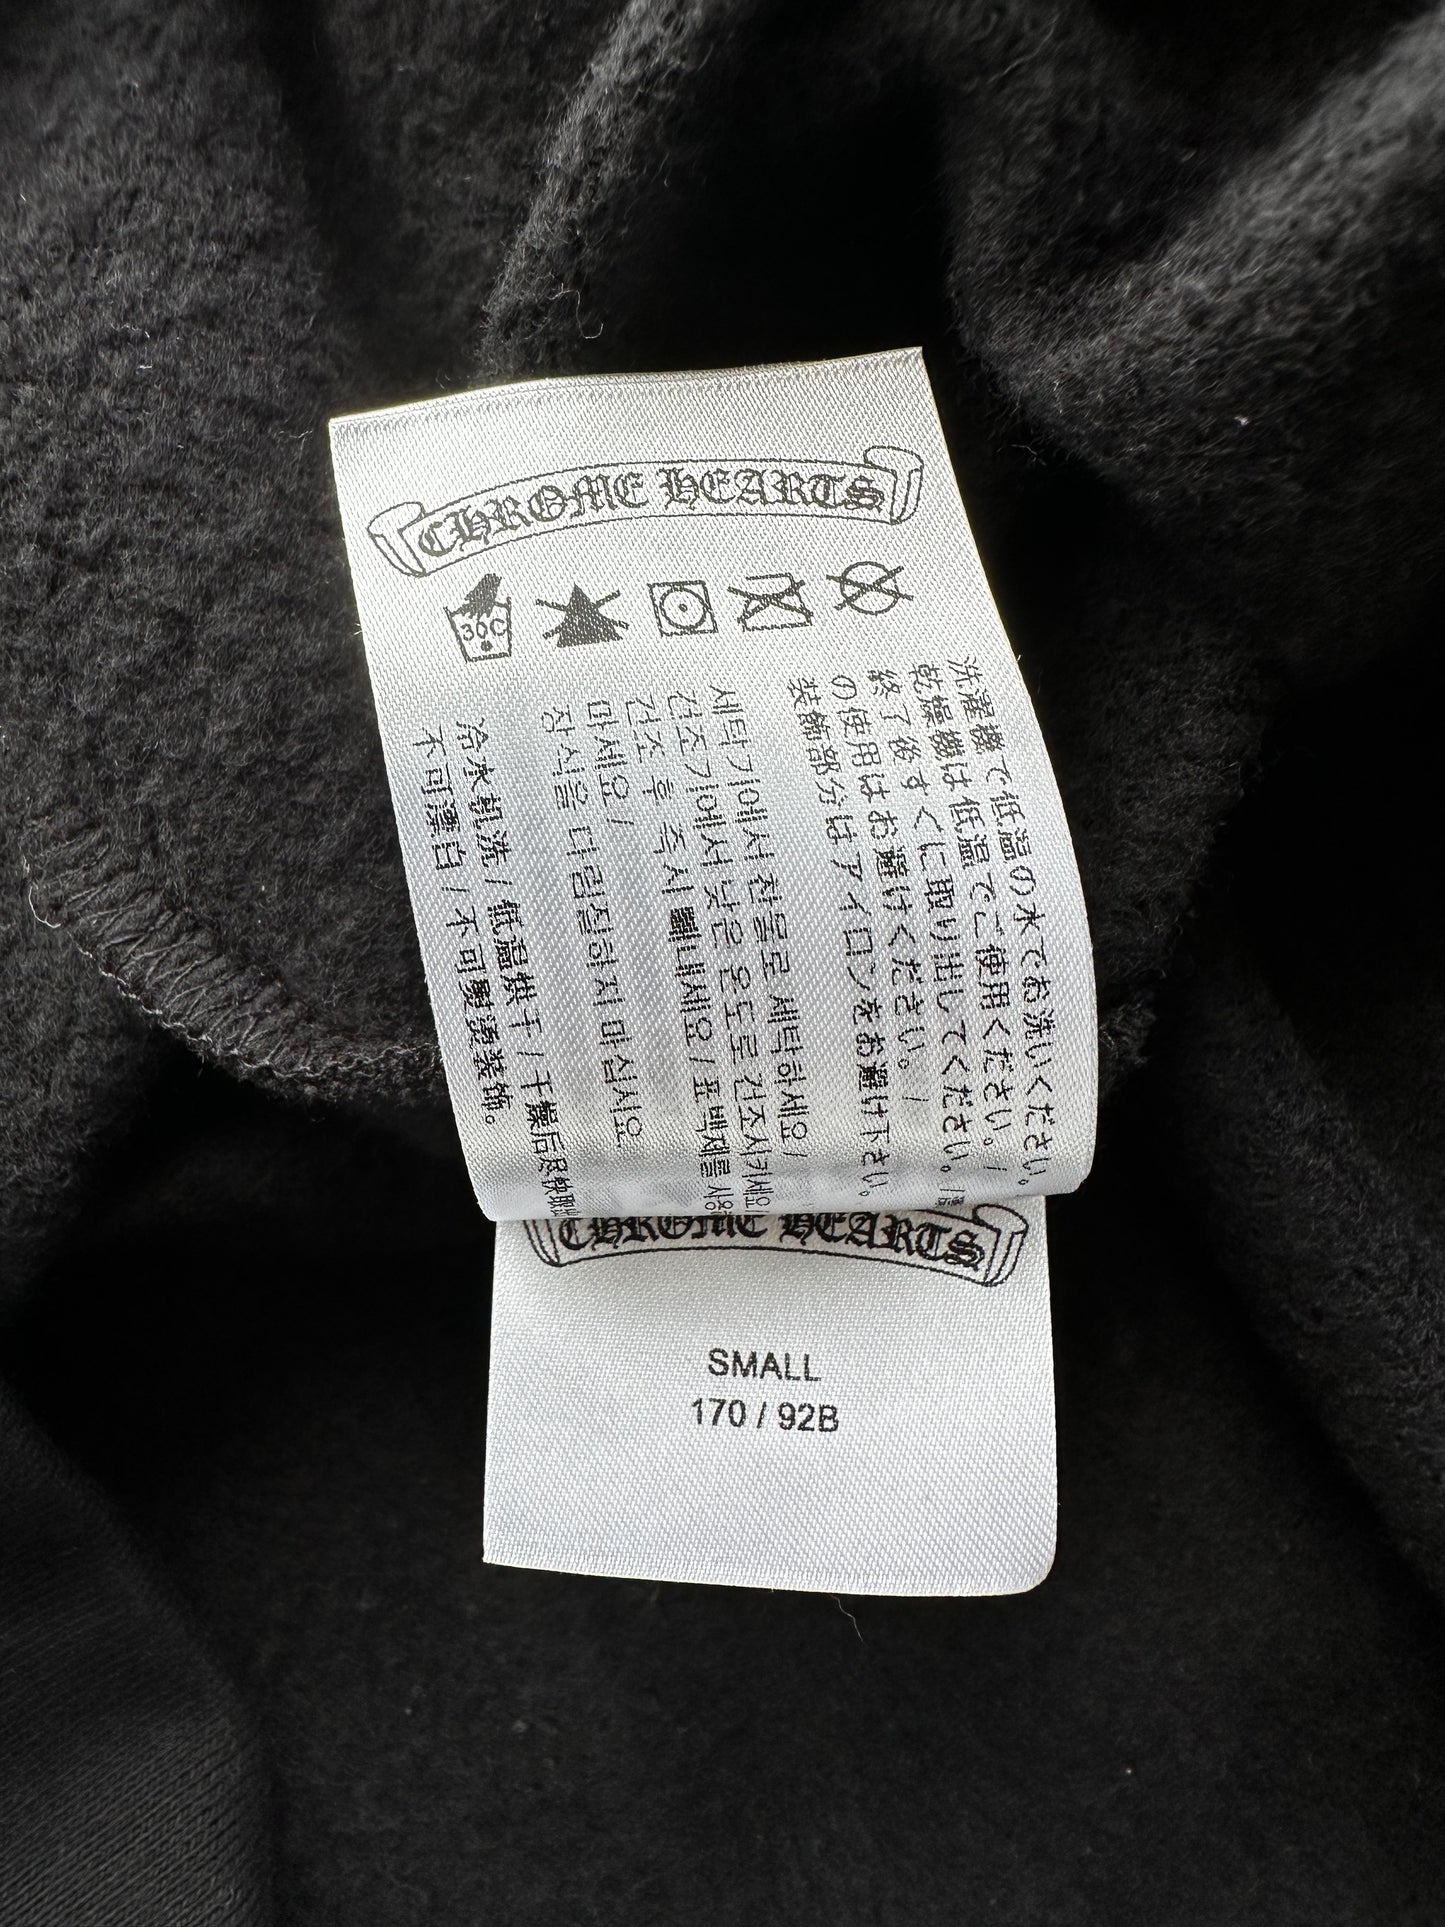 CHROME HEARTS
30C
洗濯機で低温の水でお洗いください。
乾燥機は低温でご使用ください。/
終了後すぐに取り出してください。/
の使用はお避けください。/
装飾部分はアイロンをお避け下さい。
세탁기에서 찬물로 세탁하세요/
건조기에서 낮은 온도로 건조시키세요/
건조 후 즉시 빼내세요/표백제를 사용
마세요/
장식을 다림질하지 마십시요
冷水机洗/低温烘干/干燥后尽快取出
不可漂白/不可熨烫装饰。
CHROME HEARTS
SMALL
170 / 92B